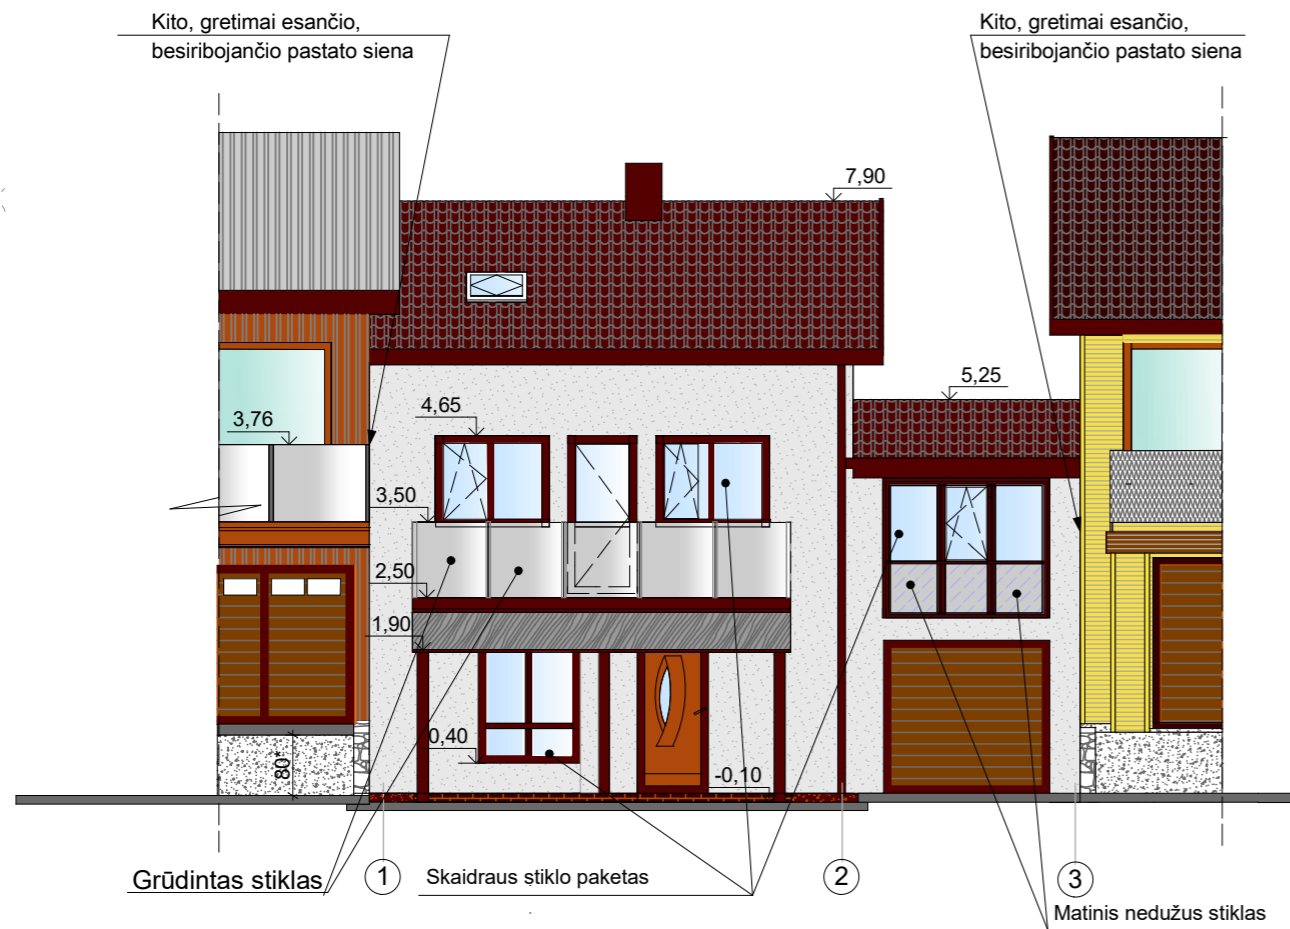 Kito, gretimai esančio,
besiribojančio pastato siena
Kito, gretimai esančio,
besiribojančio pastato siena
7,90
5,25
4,65
3,76
3,50
2,50
1,90
0,40
-0,10
80*
Grūdintas stiklas
1
Skaidraus stiklo paketas
2
3
Matinis nedužus stiklas